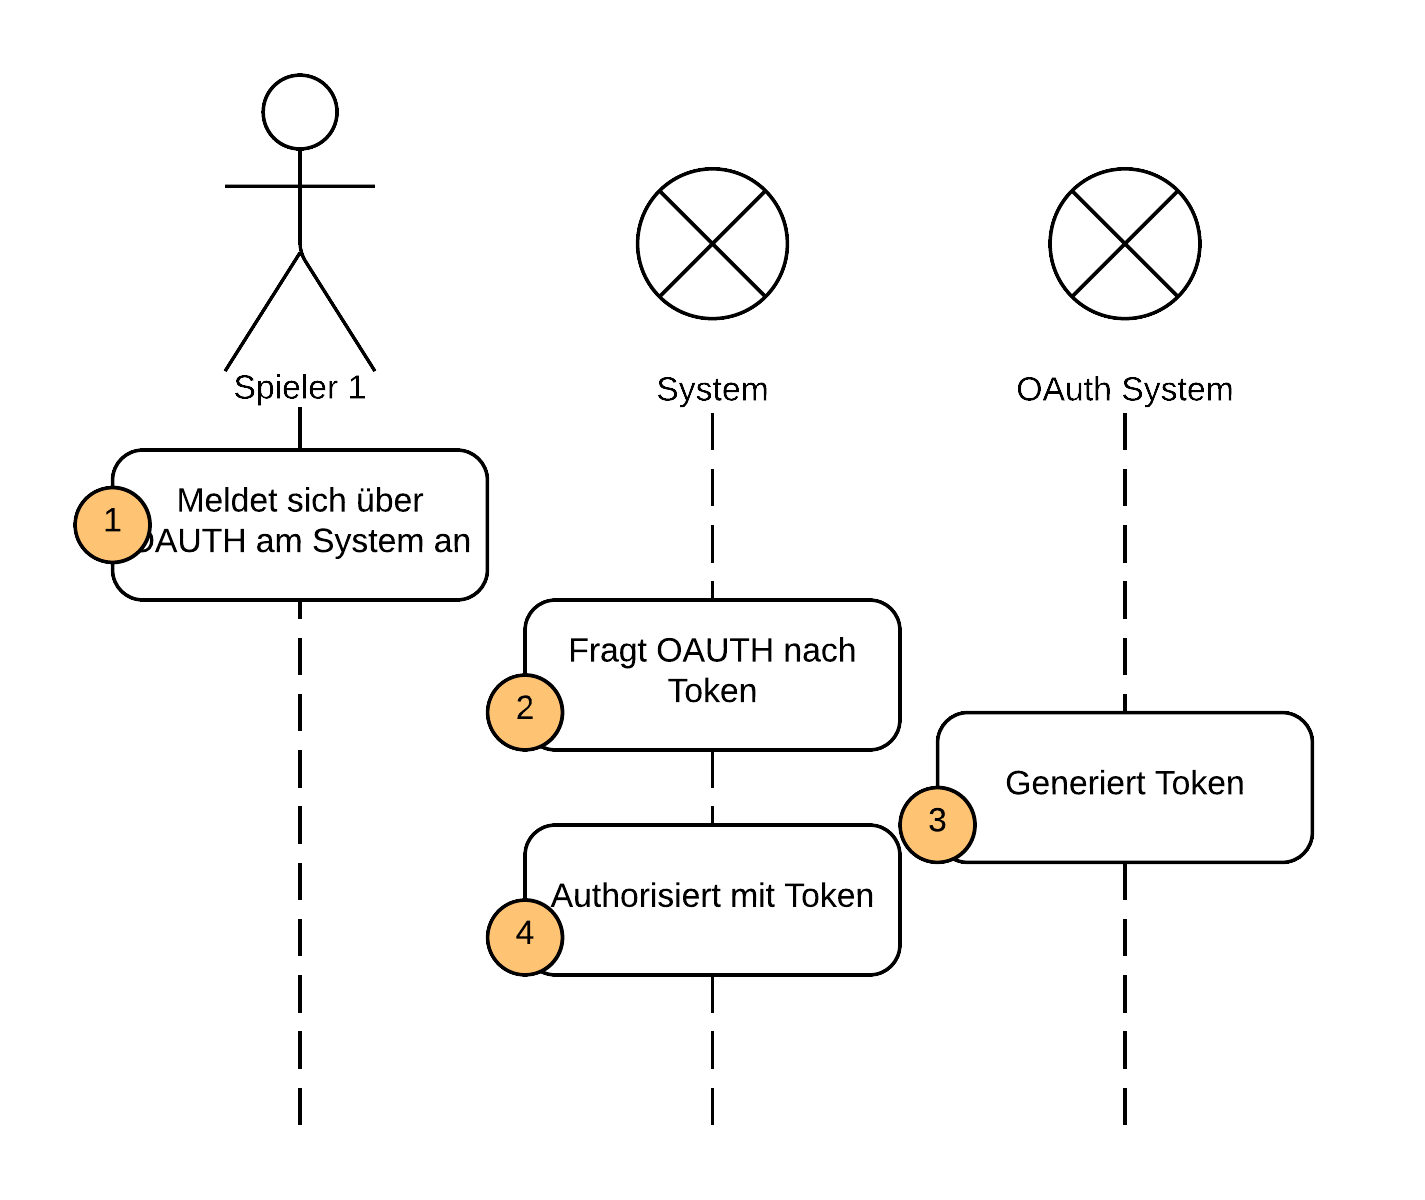 Spieler 1
System
OAuth System
1
Meldet sich über
OAUTH am System an
2
Fragt OAUTH nach
Token
3
Generiert Token
4
Authorisiert mit Token